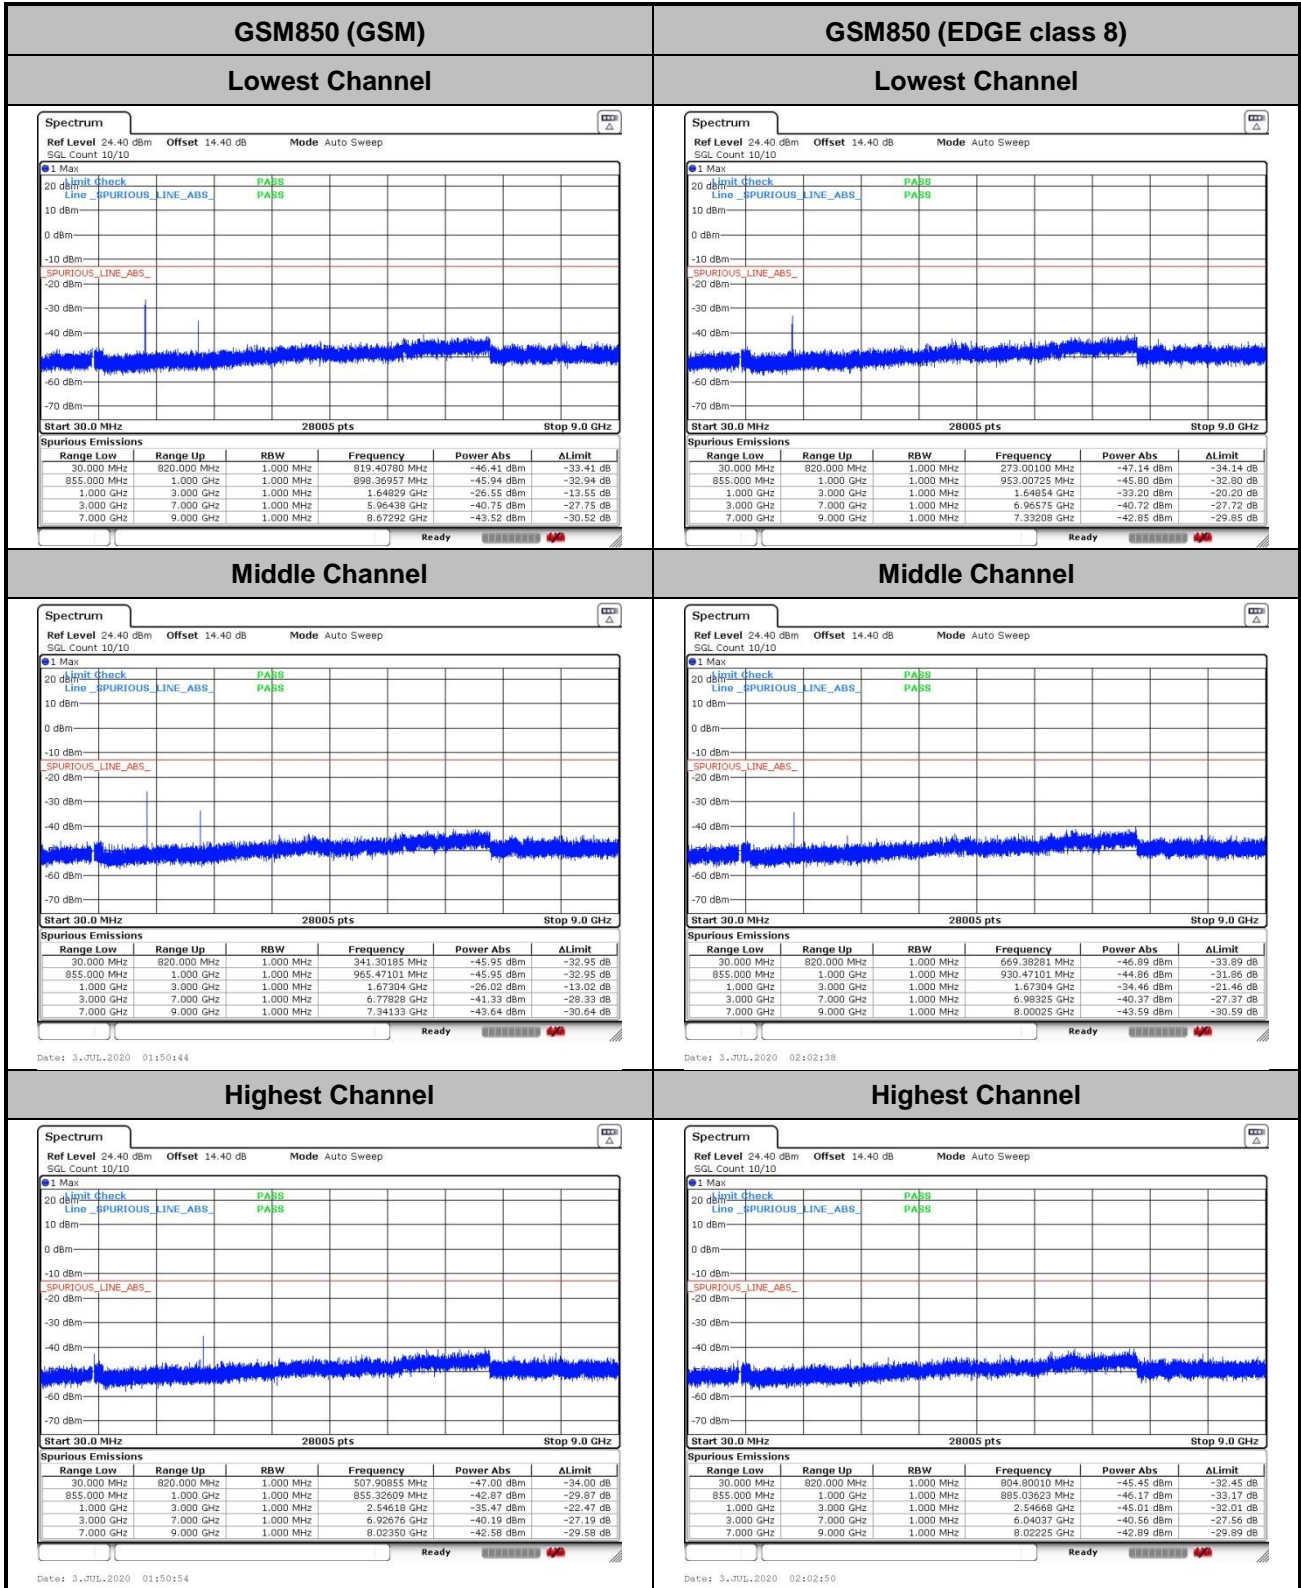 GSM850 (GSM)
GSM850 (EDGE class 8)
Lowest Channel
Lowest Channel
Spectrum
Ref Level 24.40 dBm Offset 14.40 dB Mode Auto Sweep
SGL Count 10/10
1 Max
Limit Check PASS
20 dBm
Line _SPURIOUS_LINE_ABS_ PASS
10 dBm
0 dBm
-10 dBm
_SPURIOUS_LINE_ABS_
-20 dBm
-30 dBm
-40 dBm
-60 dBm
-70 dBm
Start 30.0 MHz 28005 pts Stop 9.0 GHz
Spurious Emissions
Range Low Range Up RBW Frequency Power Abs ΔLimit
30.000 MHz 820.000 MHz 1.000 MHz 819.40780 MHz -46.41 dBm -33.41 dB
855.000 MHz 1.000 GHz 1.000 MHz 898.36957 MHz -45.94 dBm -32.94 dB
1.000 GHz 3.000 GHz 1.000 MHz 1.64829 GHz -26.55 dBm -13.55 dB
3.000 GHz 7.000 GHz 1.000 MHz 5.96438 GHz -40.75 dBm -27.75 dB
7.000 GHz 9.000 GHz 1.000 MHz 8.67292 GHz -43.52 dBm -30.52 dB
Ready
Spectrum
Ref Level 24.40 dBm Offset 14.40 dB Mode Auto Sweep
SGL Count 10/10
1 Max
Limit Check PASS
20 dBm
Line _SPURIOUS_LINE_ABS_ PASS
10 dBm
0 dBm
-10 dBm
_SPURIOUS_LINE_ABS_
-20 dBm
-30 dBm
-40 dBm
-60 dBm
-70 dBm
Start 30.0 MHz 28005 pts Stop 9.0 GHz
Spurious Emissions
Range Low Range Up RBW Frequency Power Abs ΔLimit
30.000 MHz 820.000 MHz 1.000 MHz 273.00100 MHz -47.14 dBm -34.14 dB
855.000 MHz 1.000 GHz 1.000 MHz 953.00725 MHz -45.80 dBm -32.80 dB
1.000 GHz 3.000 GHz 1.000 MHz 1.64854 GHz -33.20 dBm -20.20 dB
3.000 GHz 7.000 GHz 1.000 MHz 6.96575 GHz -40.72 dBm -27.72 dB
7.000 GHz 9.000 GHz 1.000 MHz 7.33208 GHz -42.85 dBm -29.85 dB
Ready
Middle Channel
Middle Channel
Spectrum
Ref Level 24.40 dBm Offset 14.40 dB Mode Auto Sweep
SGL Count 10/10
1 Max
Limit Check PASS
20 dBm
Line _SPURIOUS_LINE_ABS_ PASS
10 dBm
0 dBm
-10 dBm
_SPURIOUS_LINE_ABS_
-20 dBm
-30 dBm
-40 dBm
-60 dBm
-70 dBm
Start 30.0 MHz 28005 pts Stop 9.0 GHz
Spurious Emissions
Range Low Range Up RBW Frequency Power Abs ΔLimit
30.000 MHz 820.000 MHz 1.000 MHz 341.30185 MHz -45.95 dBm -32.95 dB
855.000 MHz 1.000 GHz 1.000 MHz 965.47101 MHz -45.95 dBm -32.95 dB
1.000 GHz 3.000 GHz 1.000 MHz 1.67304 GHz -26.02 dBm -13.02 dB
3.000 GHz 7.000 GHz 1.000 MHz 6.77828 GHz -41.33 dBm -28.33 dB
7.000 GHz 9.000 GHz 1.000 MHz 7.34133 GHz -43.64 dBm -30.64 dB
Ready
Date: 3.JUL.2020 01:50:44
Spectrum
Ref Level 24.40 dBm Offset 14.40 dB Mode Auto Sweep
SGL Count 10/10
1 Max
Limit Check PASS
20 dBm
Line _SPURIOUS_LINE_ABS_ PASS
10 dBm
0 dBm
-10 dBm
_SPURIOUS_LINE_ABS_
-20 dBm
-30 dBm
-40 dBm
-60 dBm
-70 dBm
Start 30.0 MHz 28005 pts Stop 9.0 GHz
Spurious Emissions
Range Low Range Up RBW Frequency Power Abs ΔLimit
30.000 MHz 820.000 MHz 1.000 MHz 669.38281 MHz -46.89 dBm -33.89 dB
855.000 MHz 1.000 GHz 1.000 MHz 930.47101 MHz -44.86 dBm -31.86 dB
1.000 GHz 3.000 GHz 1.000 MHz 1.67304 GHz -34.46 dBm -21.46 dB
3.000 GHz 7.000 GHz 1.000 MHz 6.98325 GHz -40.37 dBm -27.37 dB
7.000 GHz 9.000 GHz 1.000 MHz 8.00025 GHz -43.59 dBm -30.59 dB
Ready
Date: 3.JUL.2020 02:02:38
Highest Channel
Highest Channel
Spectrum
Ref Level 24.40 dBm Offset 14.40 dB Mode Auto Sweep
SGL Count 10/10
1 Max
Limit Check PASS
20 dBm
Line _SPURIOUS_LINE_ABS_ PASS
10 dBm
0 dBm
-10 dBm
_SPURIOUS_LINE_ABS_
-20 dBm
-30 dBm
-40 dBm
-60 dBm
-70 dBm
Start 30.0 MHz 28005 pts Stop 9.0 GHz
Spurious Emissions
Range Low Range Up RBW Frequency Power Abs ΔLimit
30.000 MHz 820.000 MHz 1.000 MHz 507.90855 MHz -47.00 dBm -34.00 dB
855.000 MHz 1.000 GHz 1.000 MHz 855.32609 MHz -42.87 dBm -29.87 dB
1.000 GHz 3.000 GHz 1.000 MHz 2.54618 GHz -35.47 dBm -22.47 dB
3.000 GHz 7.000 GHz 1.000 MHz 6.92676 GHz -40.19 dBm -27.19 dB
7.000 GHz 9.000 GHz 1.000 MHz 8.02350 GHz -42.58 dBm -29.58 dB
Ready
Date: 3.JUL.2020 01:50:54
Spectrum
Ref Level 24.40 dBm Offset 14.40 dB Mode Auto Sweep
SGL Count 10/10
1 Max
Limit Check PASS
20 dBm
Line _SPURIOUS_LINE_ABS_ PASS
10 dBm
0 dBm
-10 dBm
_SPURIOUS_LINE_ABS_
-20 dBm
-30 dBm
-40 dBm
-60 dBm
-70 dBm
Start 30.0 MHz 28005 pts Stop 9.0 GHz
Spurious Emissions
Range Low Range Up RBW Frequency Power Abs ΔLimit
30.000 MHz 820.000 MHz 1.000 MHz 804.80010 MHz -45.45 dBm -32.45 dB
855.000 MHz 1.000 GHz 1.000 MHz 885.03623 MHz -46.17 dBm -33.17 dB
1.000 GHz 3.000 GHz 1.000 MHz 2.54668 GHz -45.01 dBm -32.01 dB
3.000 GHz 7.000 GHz 1.000 MHz 6.04037 GHz -40.56 dBm -27.56 dB
7.000 GHz 9.000 GHz 1.000 MHz 8.02225 GHz -42.89 dBm -29.89 dB
Ready
Date: 3.JUL.2020 02:02:50